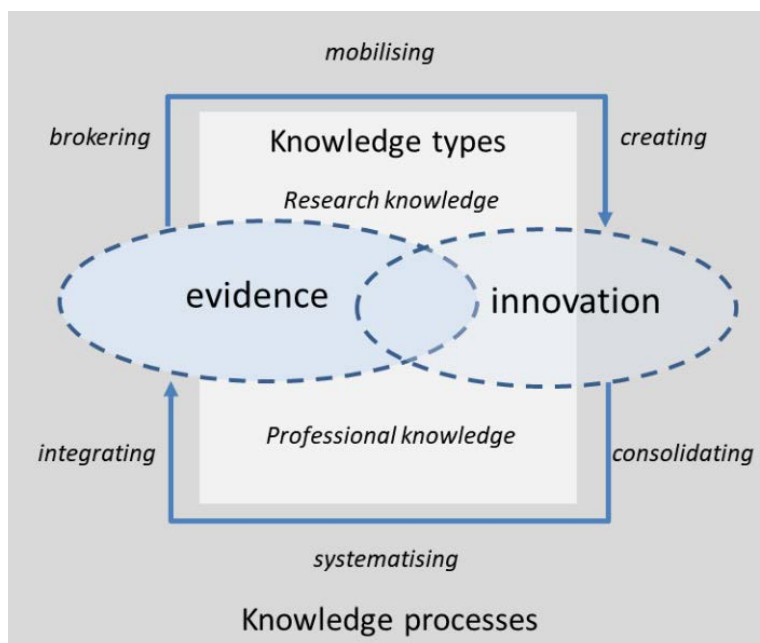 mobilising
brokering
creating
Knowledge types
Research knowledge
evidence
innovation
Professional knowledge
integrating
consolidating
systematising
Knowledge processes